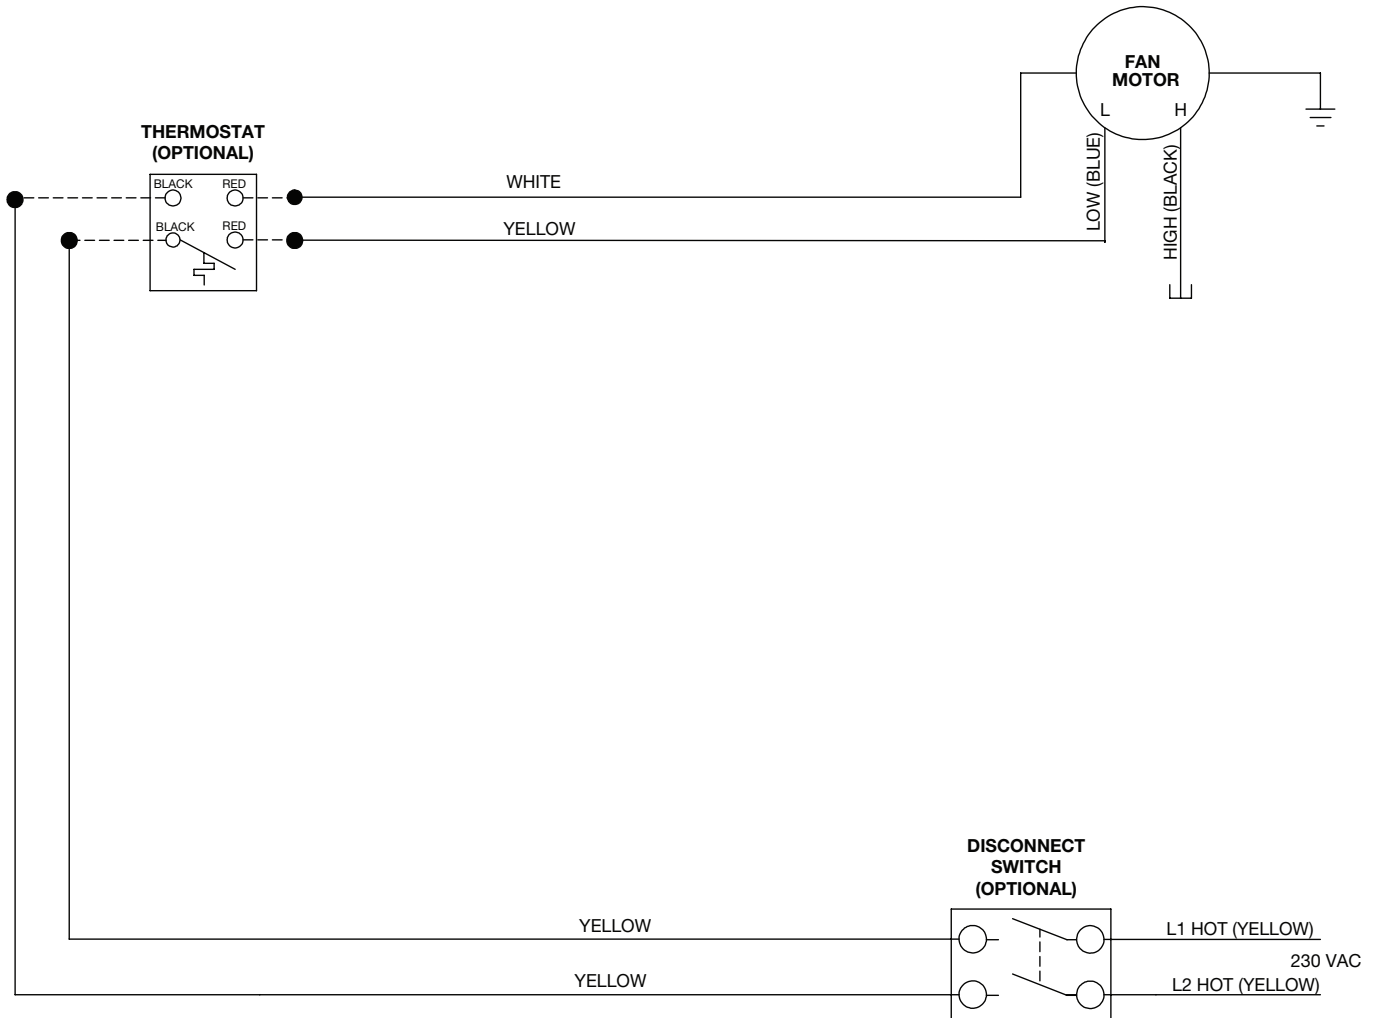 FAN
MOTOR
L H
THERMOSTAT
(OPTIONAL)
BLACK RED
BLACK RED
WHITE
YELLOW
LOW (BLUE)
HIGH (BLACK)
DISCONNECT
SWITCH
(OPTIONAL)
YELLOW
L1 HOT (YELLOW)
230 VAC
YELLOW
L2 HOT (YELLOW)